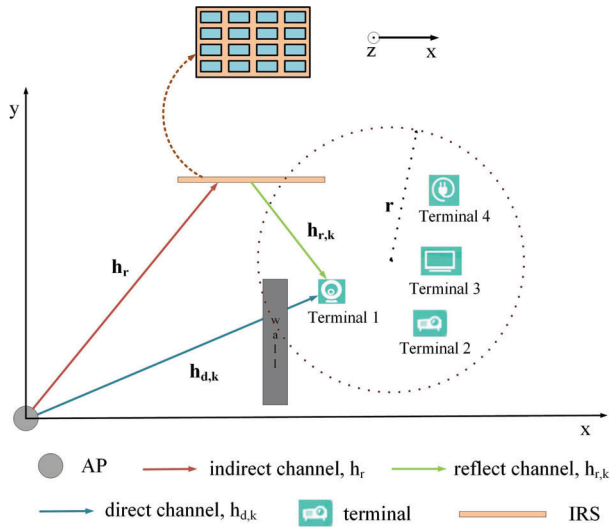 z
x
y
r
Terminal 4
h_r,k
h_r
Terminal 3
Terminal 1
wall
Terminal 2
h_d,k
x
AP
indirect channel, h_r
reflect channel, h_r,k
direct channel, h_d,k
terminal
IRS